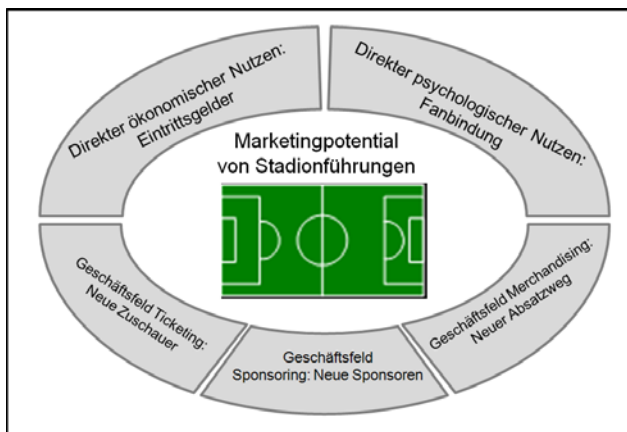 Direkter ökonomischer Nutzen:
Eintrittsgelder
Direkter psychologischer Nutzen:
Fanbindung
Marketingpotential
von Stadionführungen
Geschäftsfeld Ticketing:
Neue Zuschauer
Geschäftsfeld
Sponsoring: Neue Sponsoren
Geschäftsfeld Merchandising:
Neuer Absatzweg